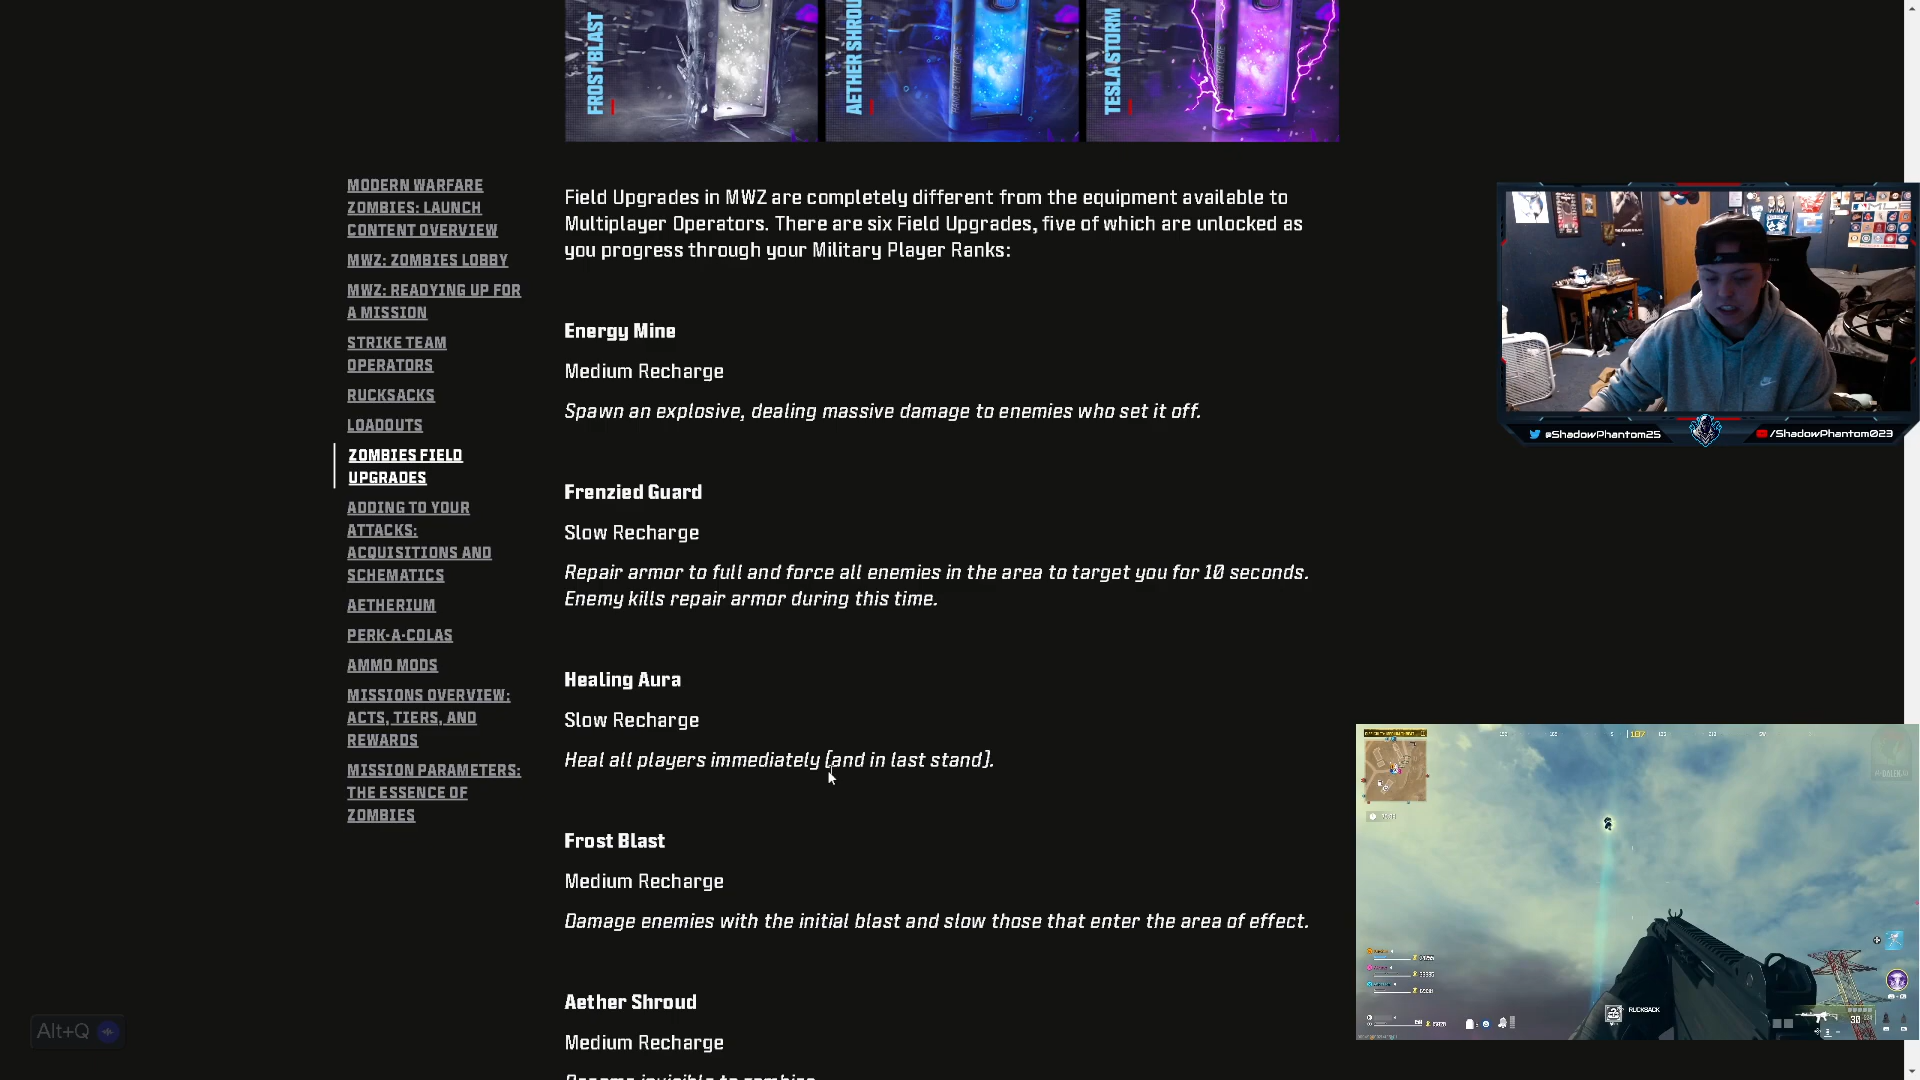 FROST BLAST
AETHER SHROU
TESLA STORM
MODERN WARFARE
ZOMBIES: LAUNCH
CONTENT OVERVIEW
MWZ: ZOMBIES LOBBY
MWZ: READYING UP FOR
A MISSION
STRIKE TEAM
OPERATORS
RUCKSACKS
LOADOUTS
ZOMBIES FIELD
UPGRADES
ADDING TO YOUR
ATTACKS:
ACQUISITIONS AND
SCHEMATICS
AETHERIUM
PERK-A-COLAS
AMMO MODS
MISSIONS OVERVIEW:
ACTS, TIERS, AND
REWARDS
MISSION PARAMETERS:
THE ESSENCE OF
ZOMBIES
Field Upgrades in MWZ are completely different from the equipment available to
Multiplayer Operators. There are six Field Upgrades, five of which are unlocked as
you progress through your Military Player Ranks:
Energy Mine
Medium Recharge
Spawn an explosive, dealing massive damage to enemies who set it off.
Frenzied Guard
Slow Recharge
Repair armor to full and force all enemies in the area to target you for 10 seconds.
Enemy kills repair armor during this time.
Healing Aura
Slow Recharge
Heal all players immediately [and in last stand].
Frost Blast
Medium Recharge
Damage enemies with the initial blast and slow those that enter the area of effect.
Aether Shroud
Medium Recharge
Become invisible to zombies
@ShadowPhantom25
/ShadowPhantom023
187
RUCKSACK
30
Alt+Q